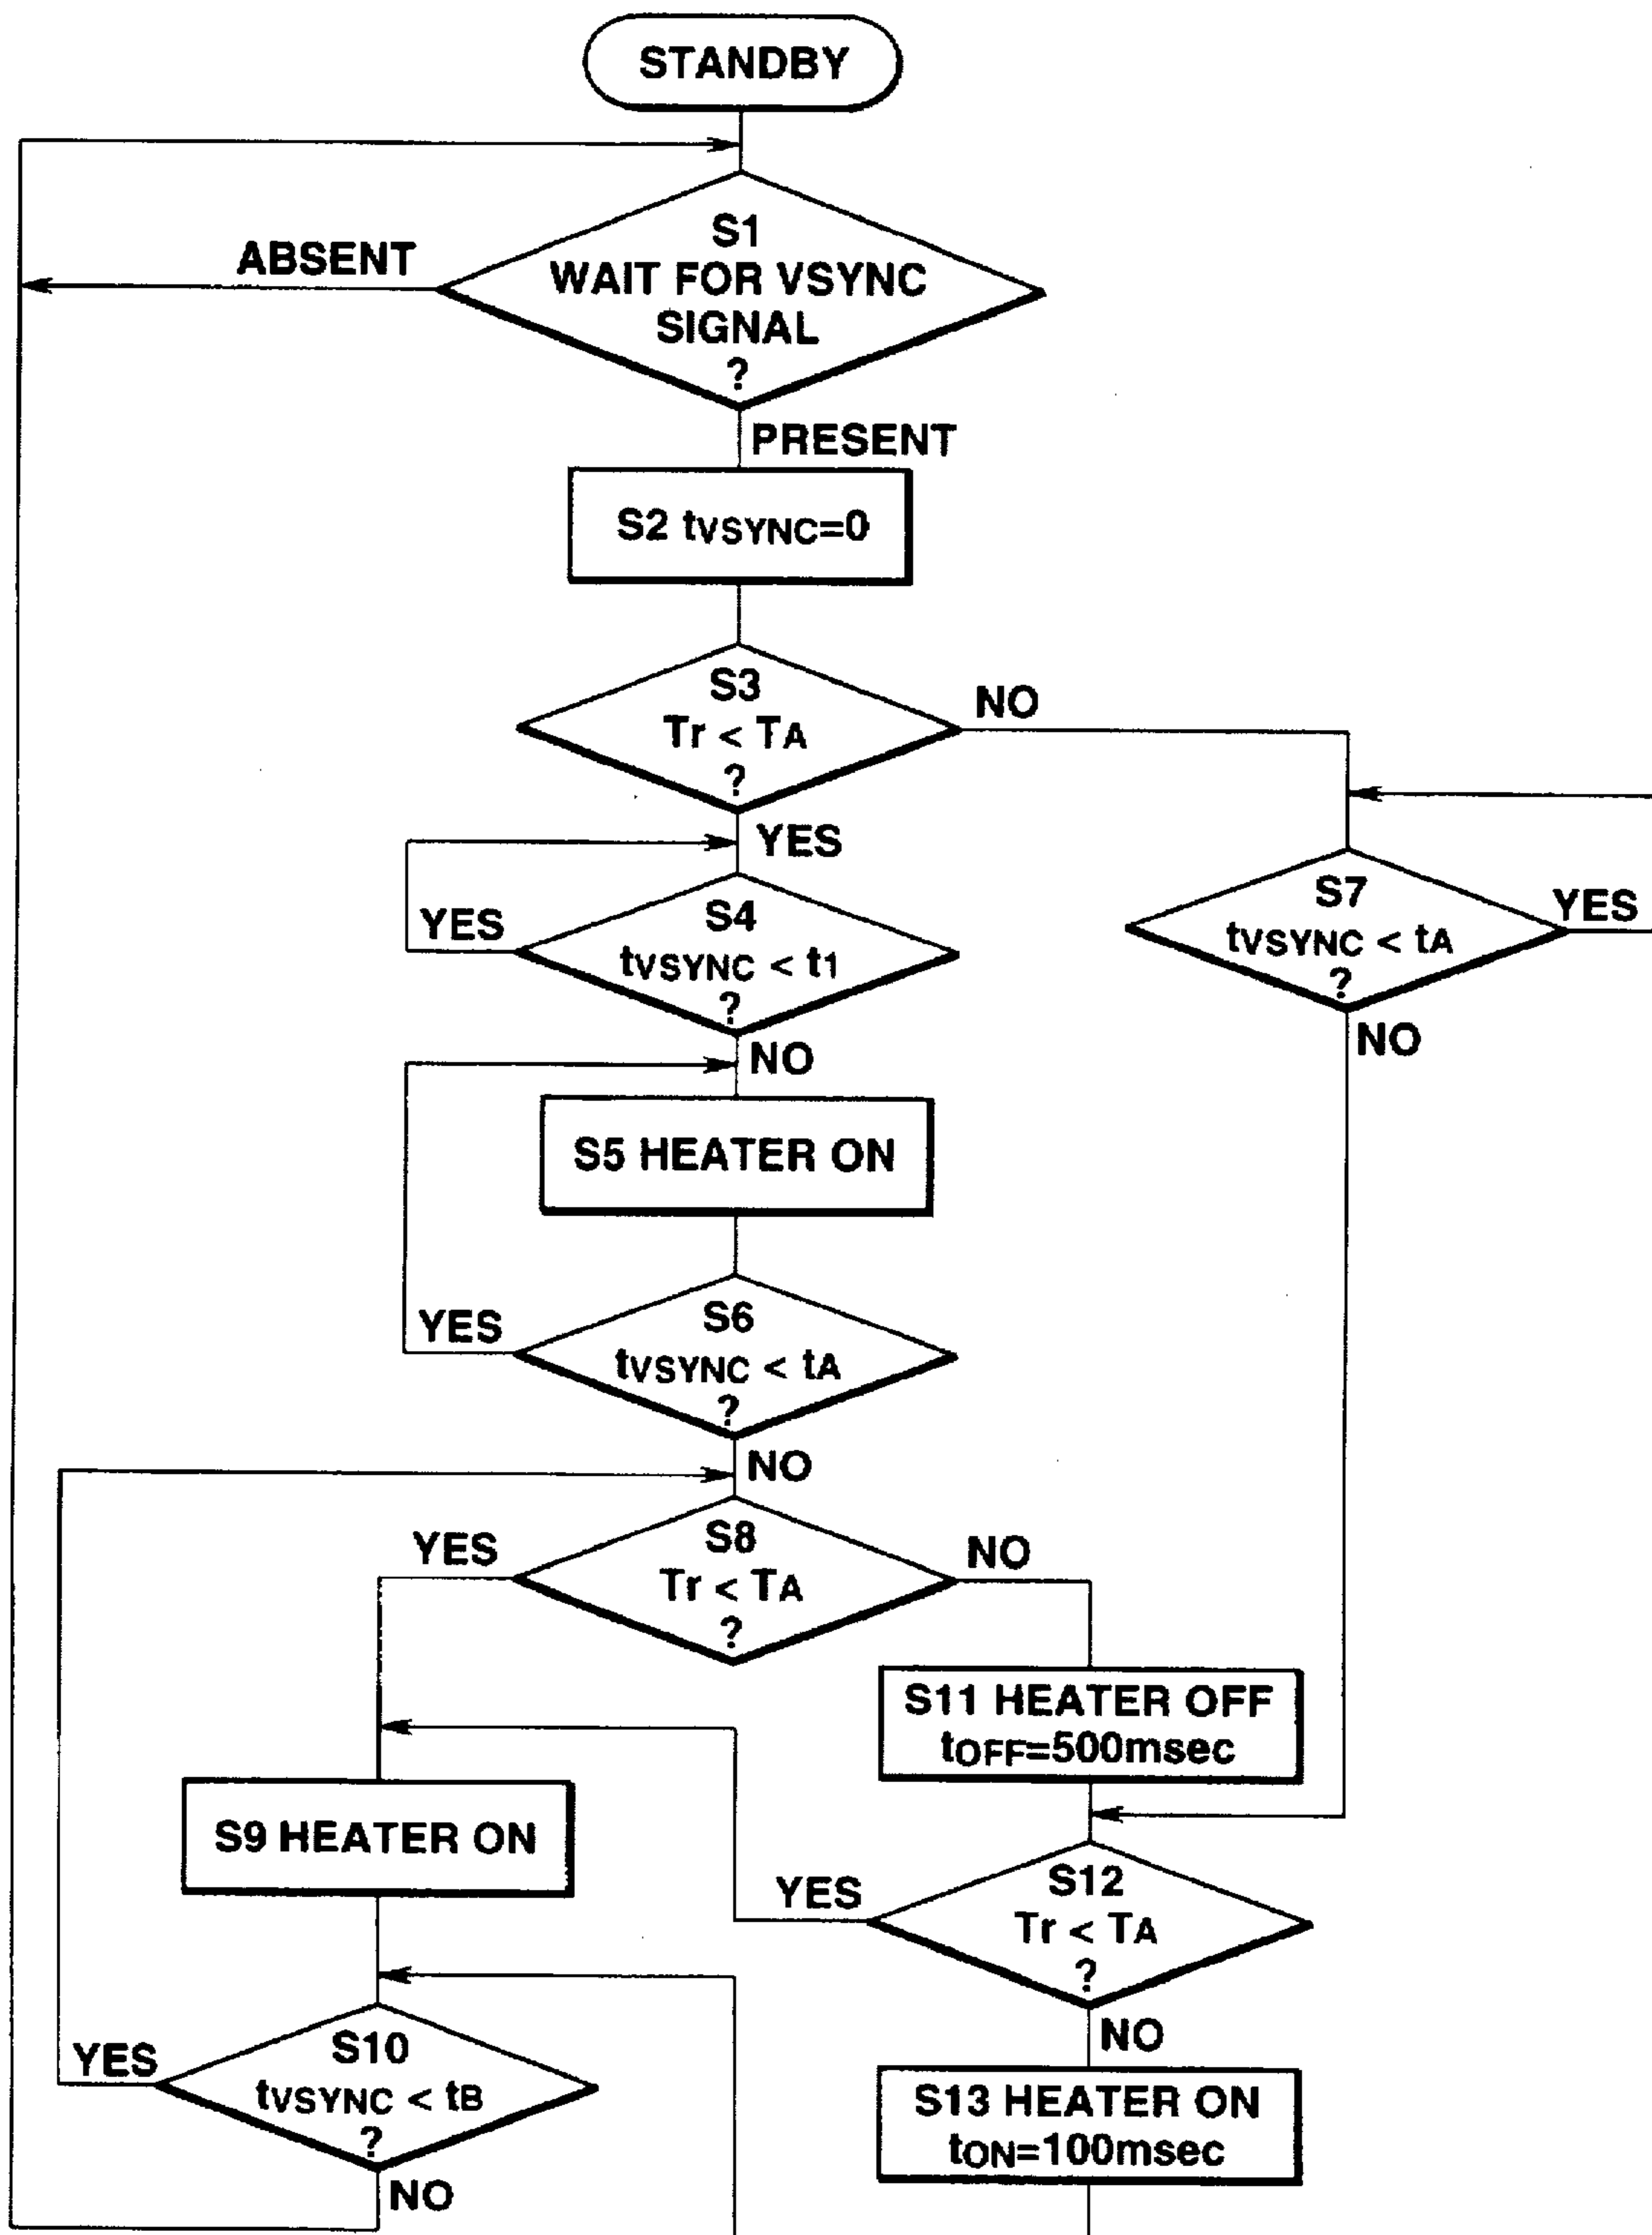 STANDBY
ABSENT
S1
WAIT FOR VSYNC
SIGNAL
?
PRESENT
S2 tVSYNC=0
S3
Tr < TA
?
NO
YES
S4
tVSYNC < t1
?
YES
NO
S7
tVSYNC < tA
?
YES
NO
S5 HEATER ON
S6
tVSYNC < tA
?
YES
NO
S8
Tr < TA
?
YES
NO
S11 HEATER OFF
tOFF=500msec
S9 HEATER ON
S12
Tr < TA
?
YES
NO
S10
tVSYNC < tB
?
YES
NO
S13 HEATER ON
tON=100msec